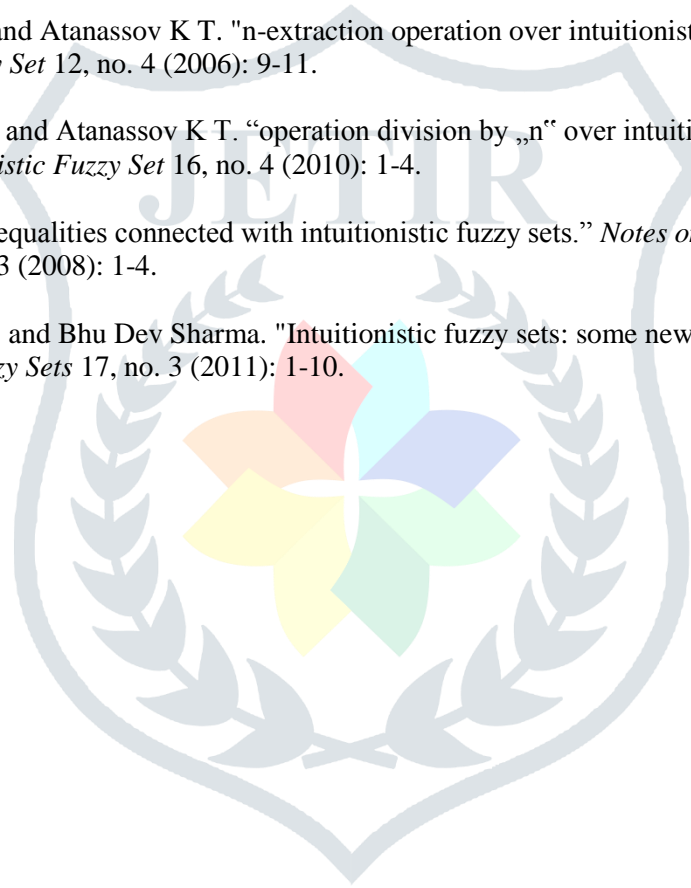 and Atanassov K T. "n-extraction operation over intuitionist
Set 12, no. 4 (2006): 9-11.
and Atanassov K T. “operation division by „n‟ over intuiti
istic Fuzzy Set 16, no. 4 (2010): 1-4.
equalities connected with intuitionistic fuzzy sets.” Notes o
3 (2008): 1-4.
and Bhu Dev Sharma. "Intuitionistic fuzzy sets: some new
zy Sets 17, no. 3 (2011): 1-10.
JETIR